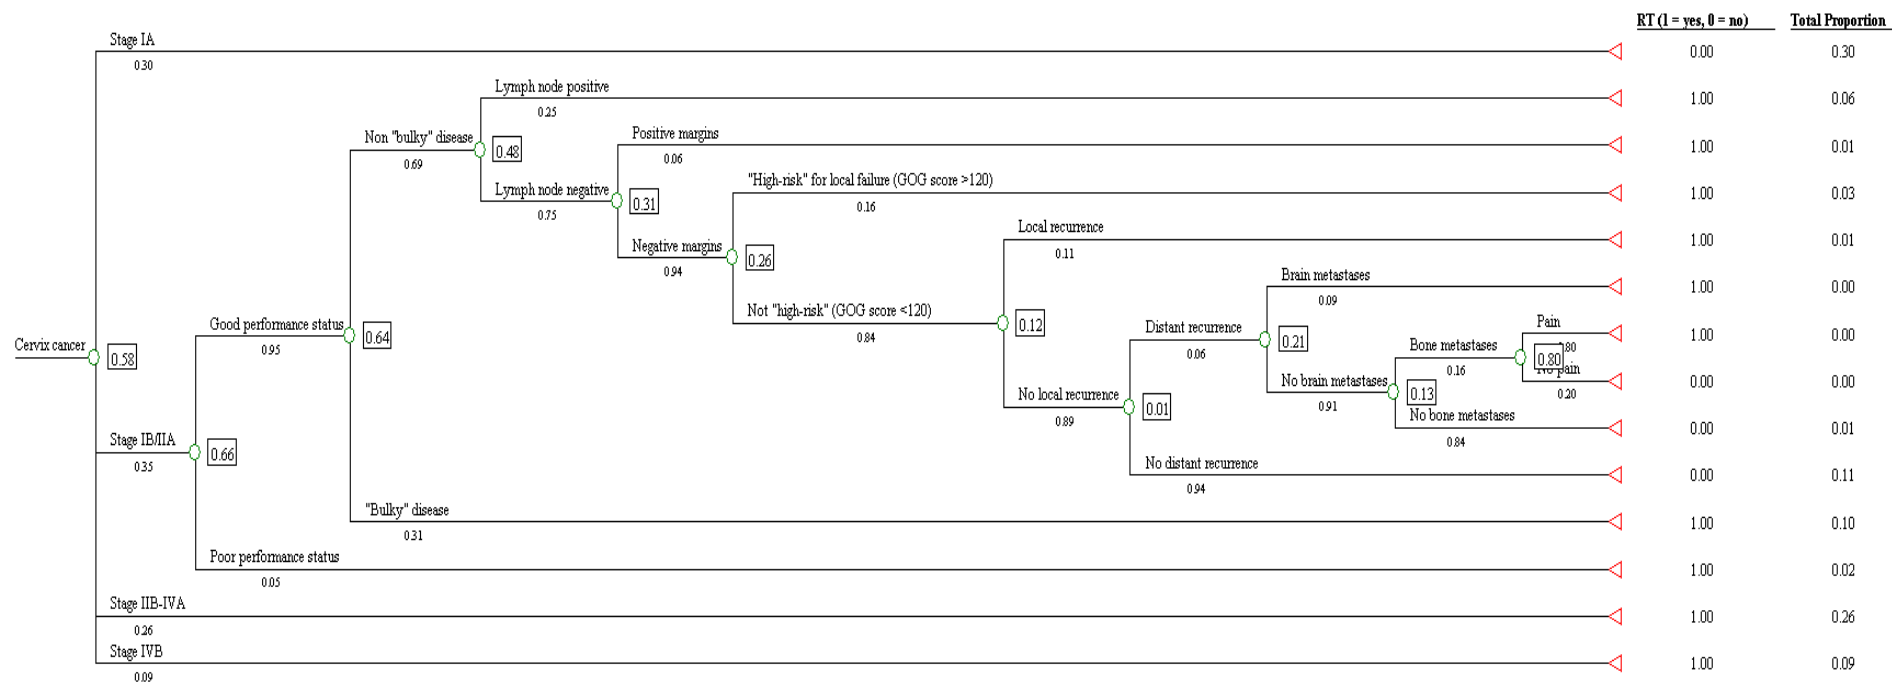 RT (1 = yes, 0 = no) Total Proportion
Stage IA
0.30
0.00 0.30
Lymph node positive
0.25
1.00 0.06
Non "bulky" disease
0.69
0.48
Positive margins
0.06
1.00 0.01
Lymph node negative
0.75
0.31
"High-risk" for local failure (GOG score >120)
0.16
1.00 0.03
Negative margins
0.94
0.26
Local recurrence
0.11
1.00 0.01
Brain metastases
0.09
1.00 0.00
Not "high-risk" (GOG score <120)
0.84
0.12
Good performance status
0.95
0.64
Distant recurrence
0.06
0.21
Pain
1.00 0.00
Cervix cancer
0.58
Bone metastases
0.16
0.80
0.20
0.00 0.00
No brain metastases
0.91
0.13
No local recurrence
0.89
0.01
No bone metastases
0.84
0.00 0.01
Stage IB/IIA
0.35
0.66
No distant recurrence
0.94
0.00 0.11
"Bulky" disease
0.31
1.00 0.10
Poor performance status
0.05
1.00 0.02
Stage IIB-IVA
0.26
1.00 0.26
Stage IVB
0.09
1.00 0.09